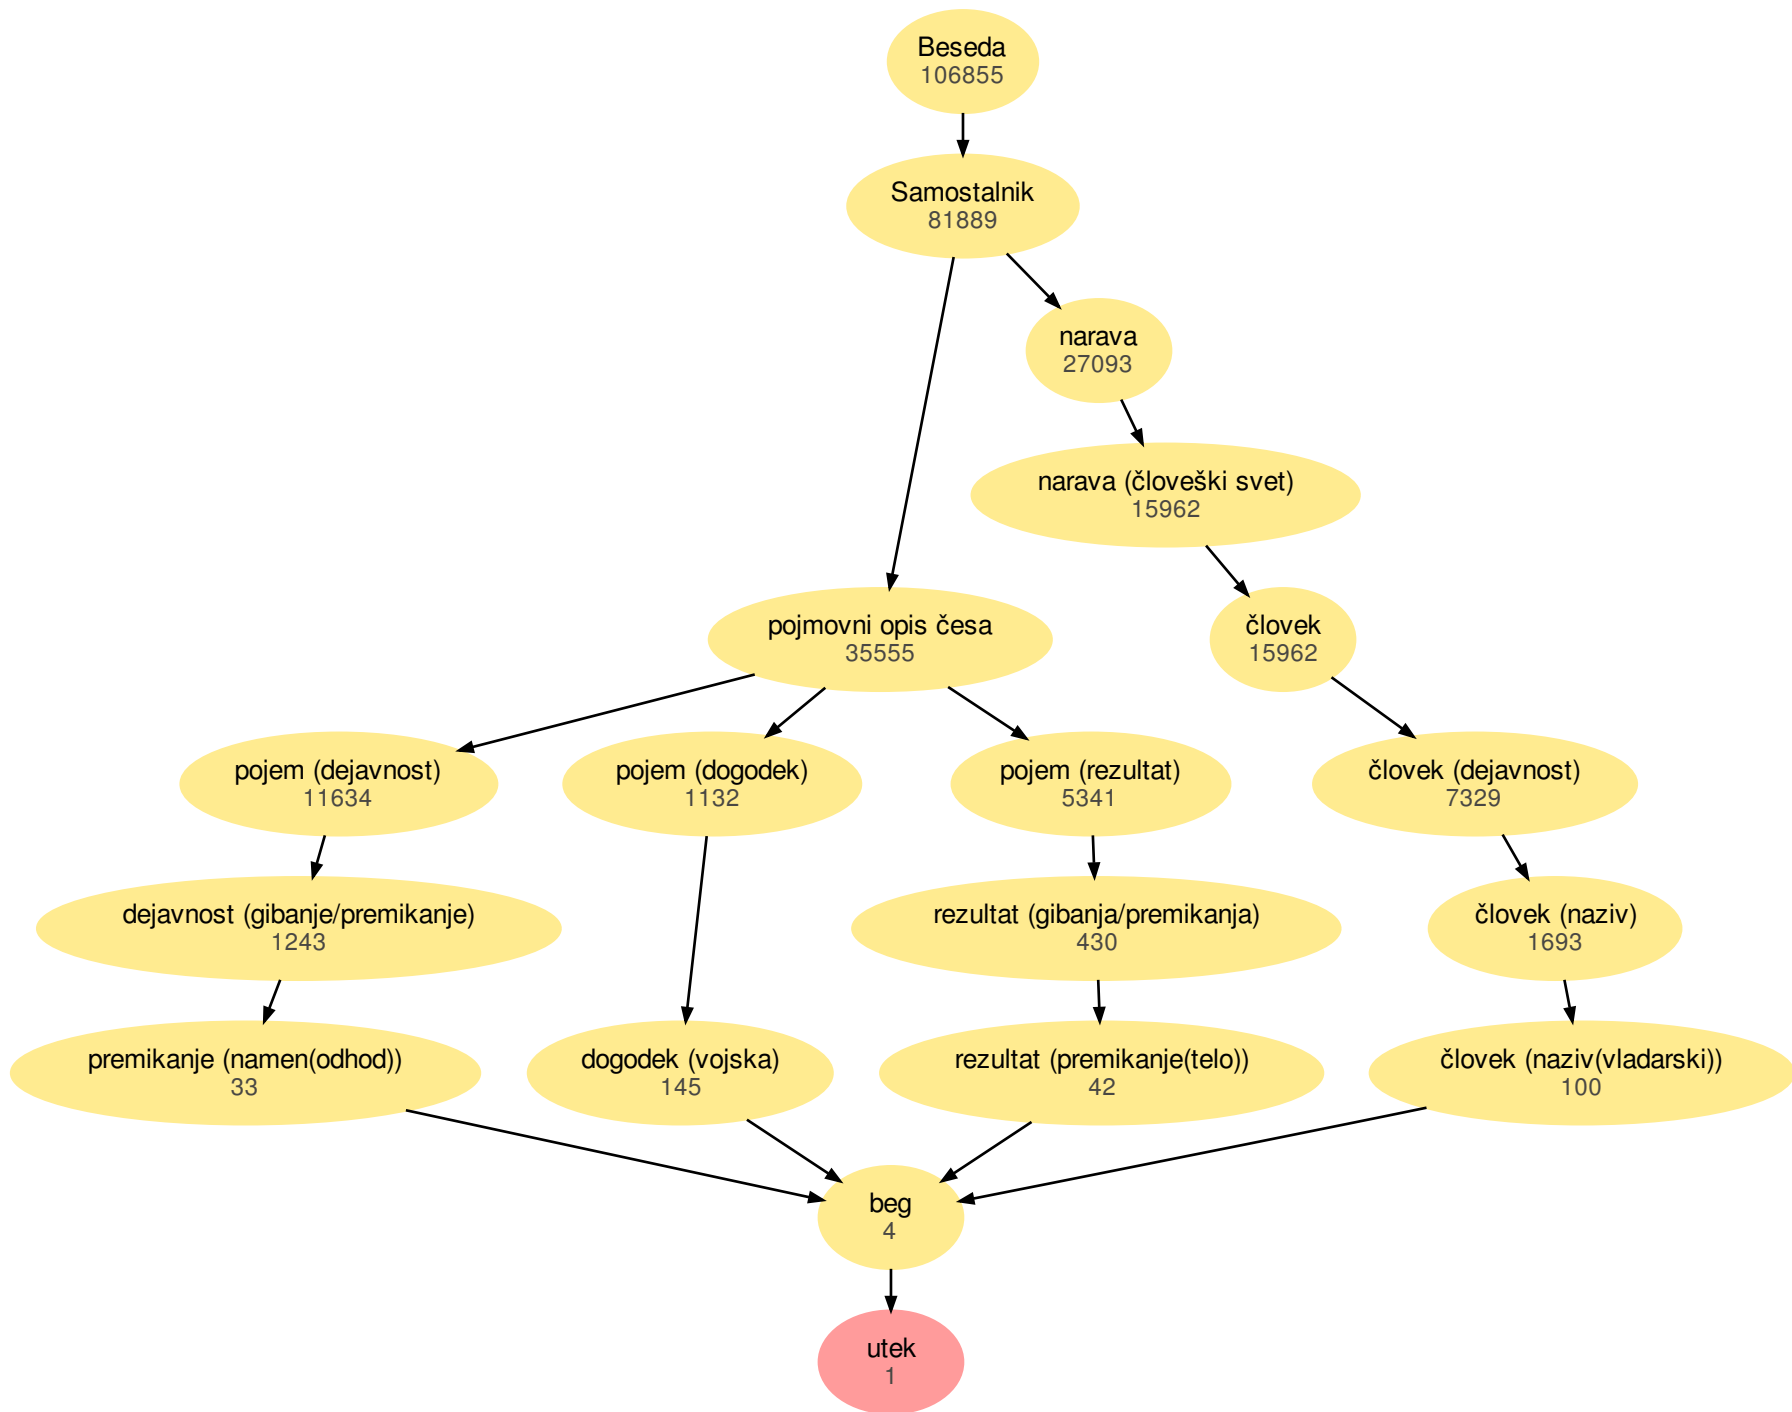 Beseda
106855
Samostalnik
81889
narava
27093
narava (človeški svet)
15962
pojmovni opis česa
35555
človek
15962
pojem (dejavnost)
11634
pojem (dogodek)
1132
pojem (rezultat)
5341
človek (dejavnost)
7329
dejavnost (gibanje/premikanje)
1243
rezultat (gibanja/premikanja)
430
človek (naziv)
1693
premikanje (namen(odhod))
33
dogodek (vojska)
145
rezultat (premikanje(telo))
42
človek (naziv(vladarski))
100
beg
4
utek
1